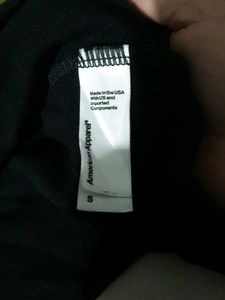 Made in the USA
With US and
Imported
Components
American Apparel®
S